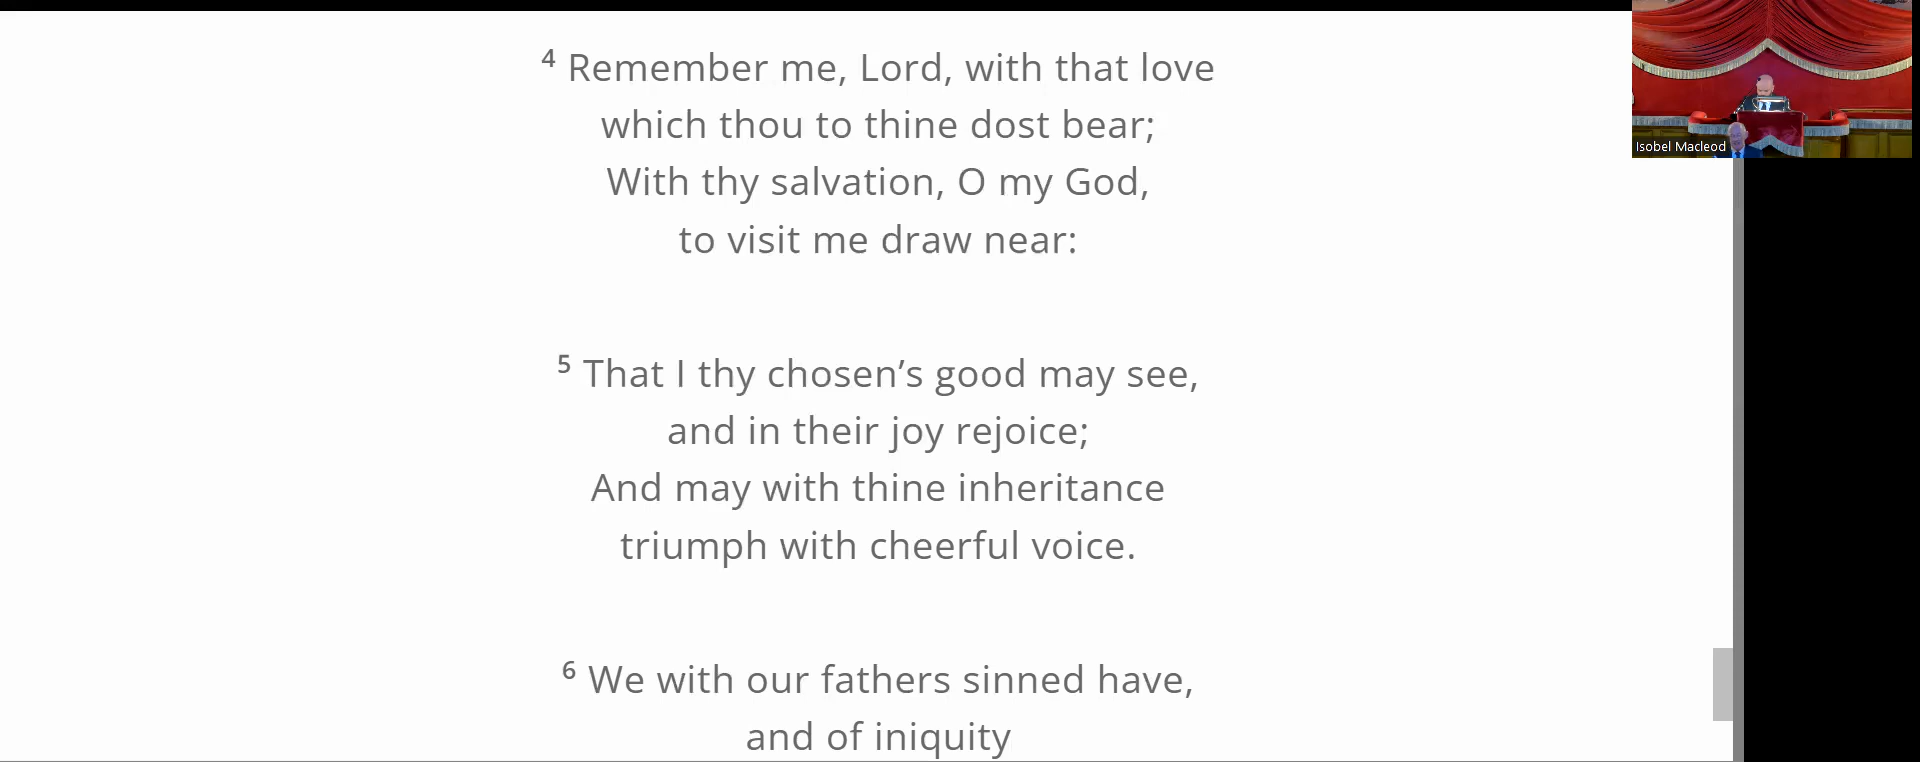 4 Remember me, Lord, with that love
which thou to thine dost bear;
With thy salvation, O my God,
to visit me draw near:
5 That I thy chosen’s good may see,
and in their joy rejoice;
And may with thine inheritance
triumph with cheerful voice.
6 We with our fathers sinned have,
and of iniquity
Isobel Macleod